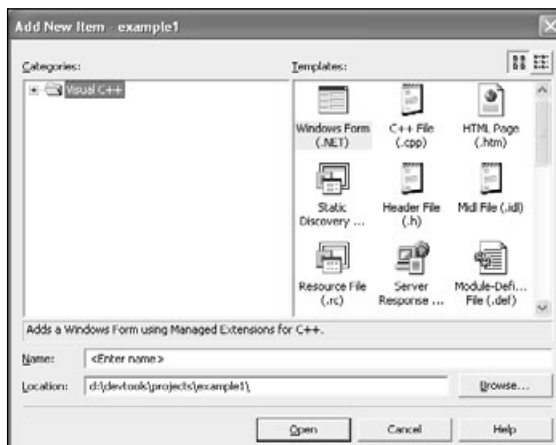 Add New Item - example1
Categories:
Templates:
Visual C++
Windows Form
(.NET)
C++ File
(.cpp)
HTML Page
(.htm)
Static
Discovery ...
Header File
(.h)
Midl File (.idl)
Resource File
(.rc)
Server
Response ...
Module-Defi...
File (.def)
Adds a Windows Form using Managed Extensions for C++.
Name:
<Enter name>
Location:
d:\devtools\projects\example1\
Browse...
Open
Cancel
Help